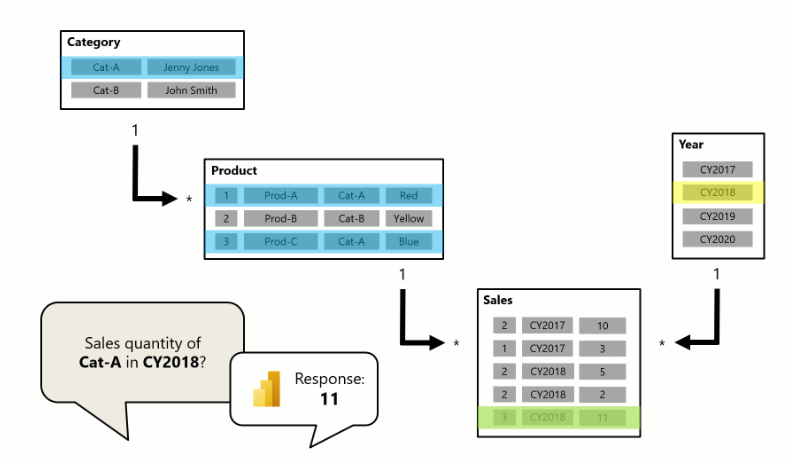 Category
Cat-A Jenny Jones
Cat-B John Smith
1
*
Product
1 Prod-A Cat-A Red
2 Prod-B Cat-B Yellow
3 Prod-C Cat-A Blue
1
*
Year
CY2017
CY2018
CY2019
CY2020
1
*
Sales
2 CY2017 10
1 CY2017 3
2 CY2018 5
2 CY2018 2
3 CY2018 11
Sales quantity of
Cat-A in CY2018?
Response:
11